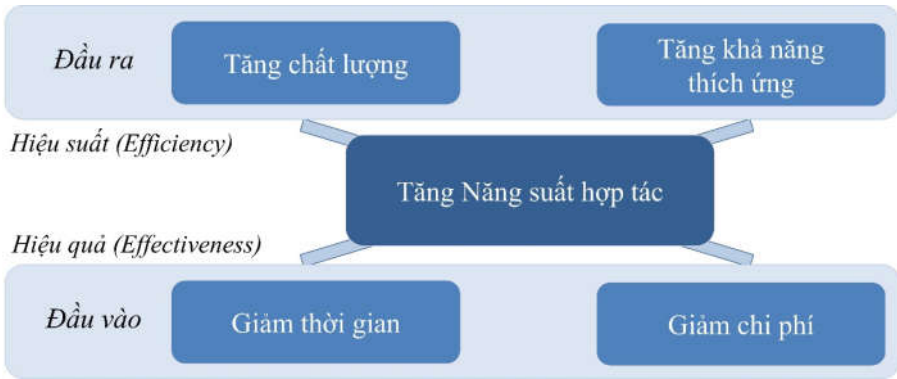 Đầu ra
Tăng chất lượng
Tăng khả năng
thích ứng
Hiệu suất (Efficiency)
Tăng Năng suất hợp tác
Hiệu quả (Effectiveness)
Đầu vào
Giảm thời gian
Giảm chi phí